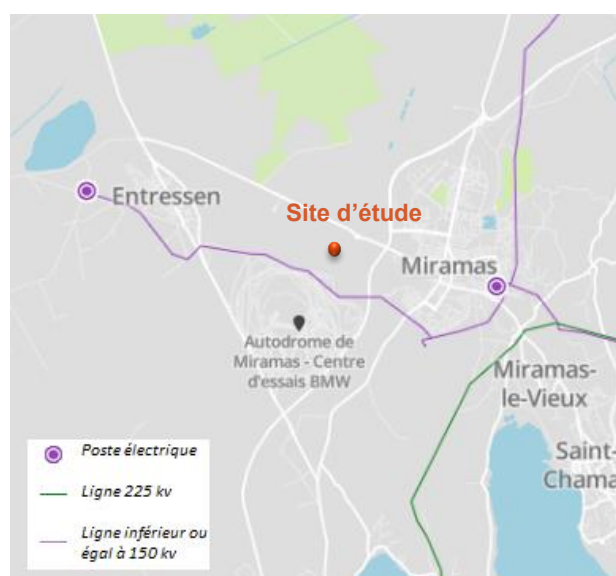 Entressen
Site d'étude
Miramas
Autodrome de
Miramas - Centre
d'essais BMW
Miramas-
le-Vieux
Saint-
Chama
Poste électrique
Ligne 225 kv
Ligne inférieur ou
égal à 150 kv